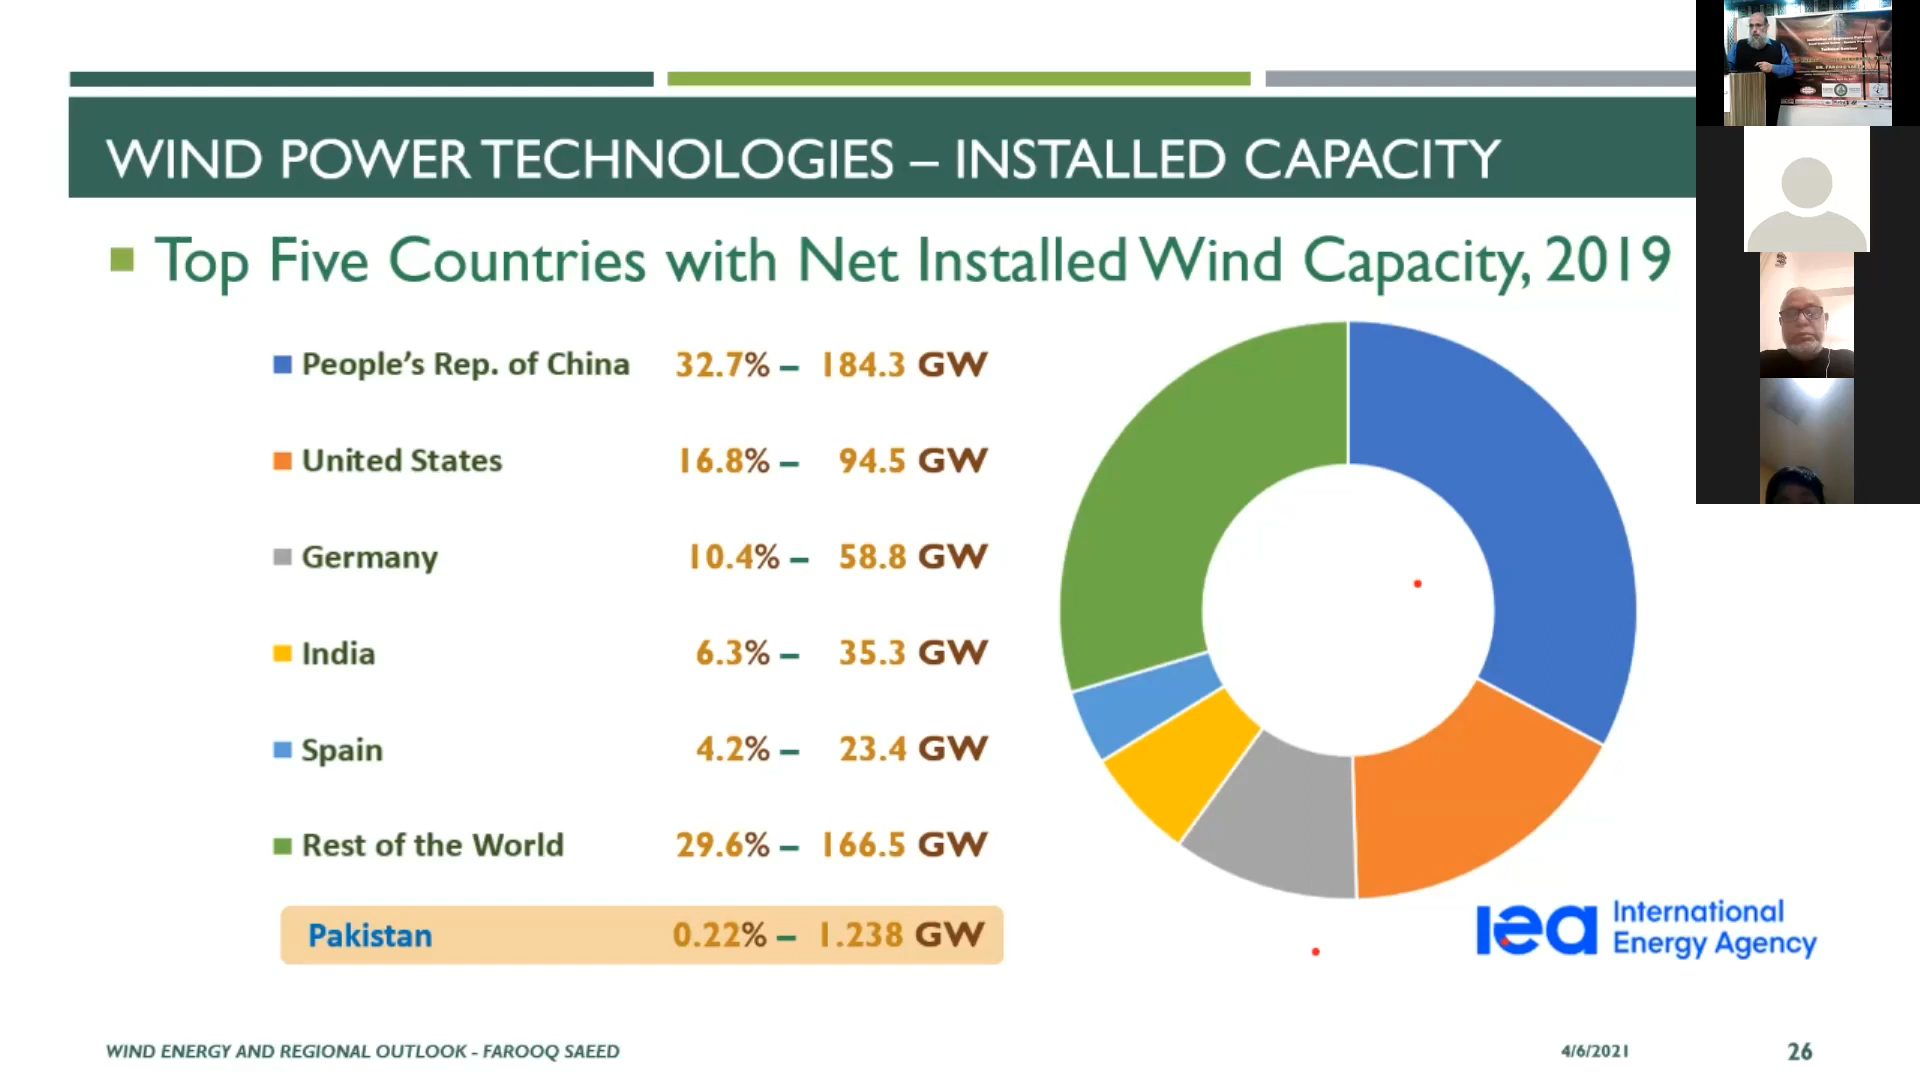 WIND POWER TECHNOLOGIES – INSTALLED CAPACITY
Top Five Countries with Net Installed Wind Capacity, 2019
People's Rep. of China 32.7% – 184.3 GW
United States 16.8% – 94.5 GW
Germany 10.4% – 58.8 GW
India 6.3% – 35.3 GW
Spain 4.2% – 23.4 GW
Rest of the World 29.6% – 166.5 GW
Pakistan 0.22% – 1.238 GW
iea International
Energy Agency
WIND ENERGY AND REGIONAL OUTLOOK - FAROOQ SAEED 4/6/2021 26